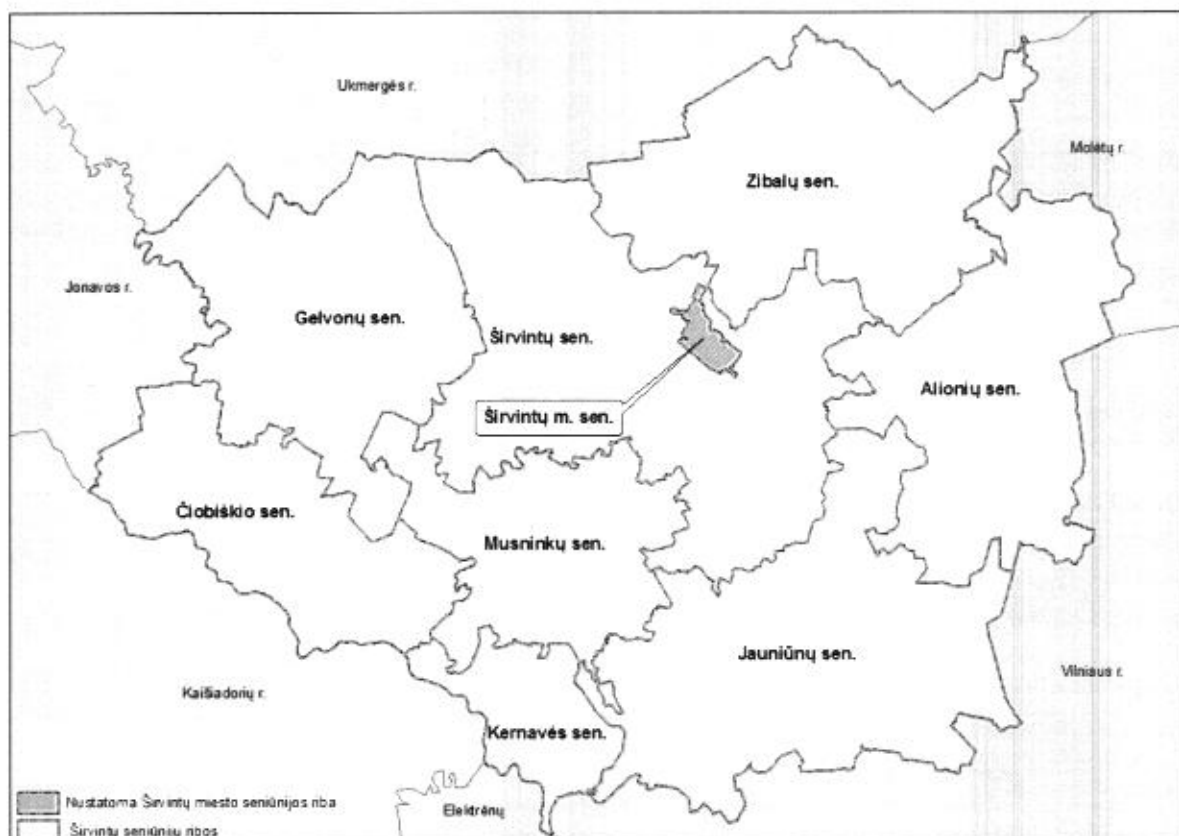 Ukmergės r.
Molėtų r.
Zibalų sen.
Jonavos r.
Gelvonų sen.
Širvintų sen.
Alionių sen.
Širvintų m. sen.
Čiobiškio sen.
Musninkų sen.
Jauniūnų sen.
Vilniaus r.
Kaišiadorių r.
Kernavės sen.
Nustatoma Širvintų miesto seniūnijos riba
Elektrėnų
Širvintų seniūnijų ribos